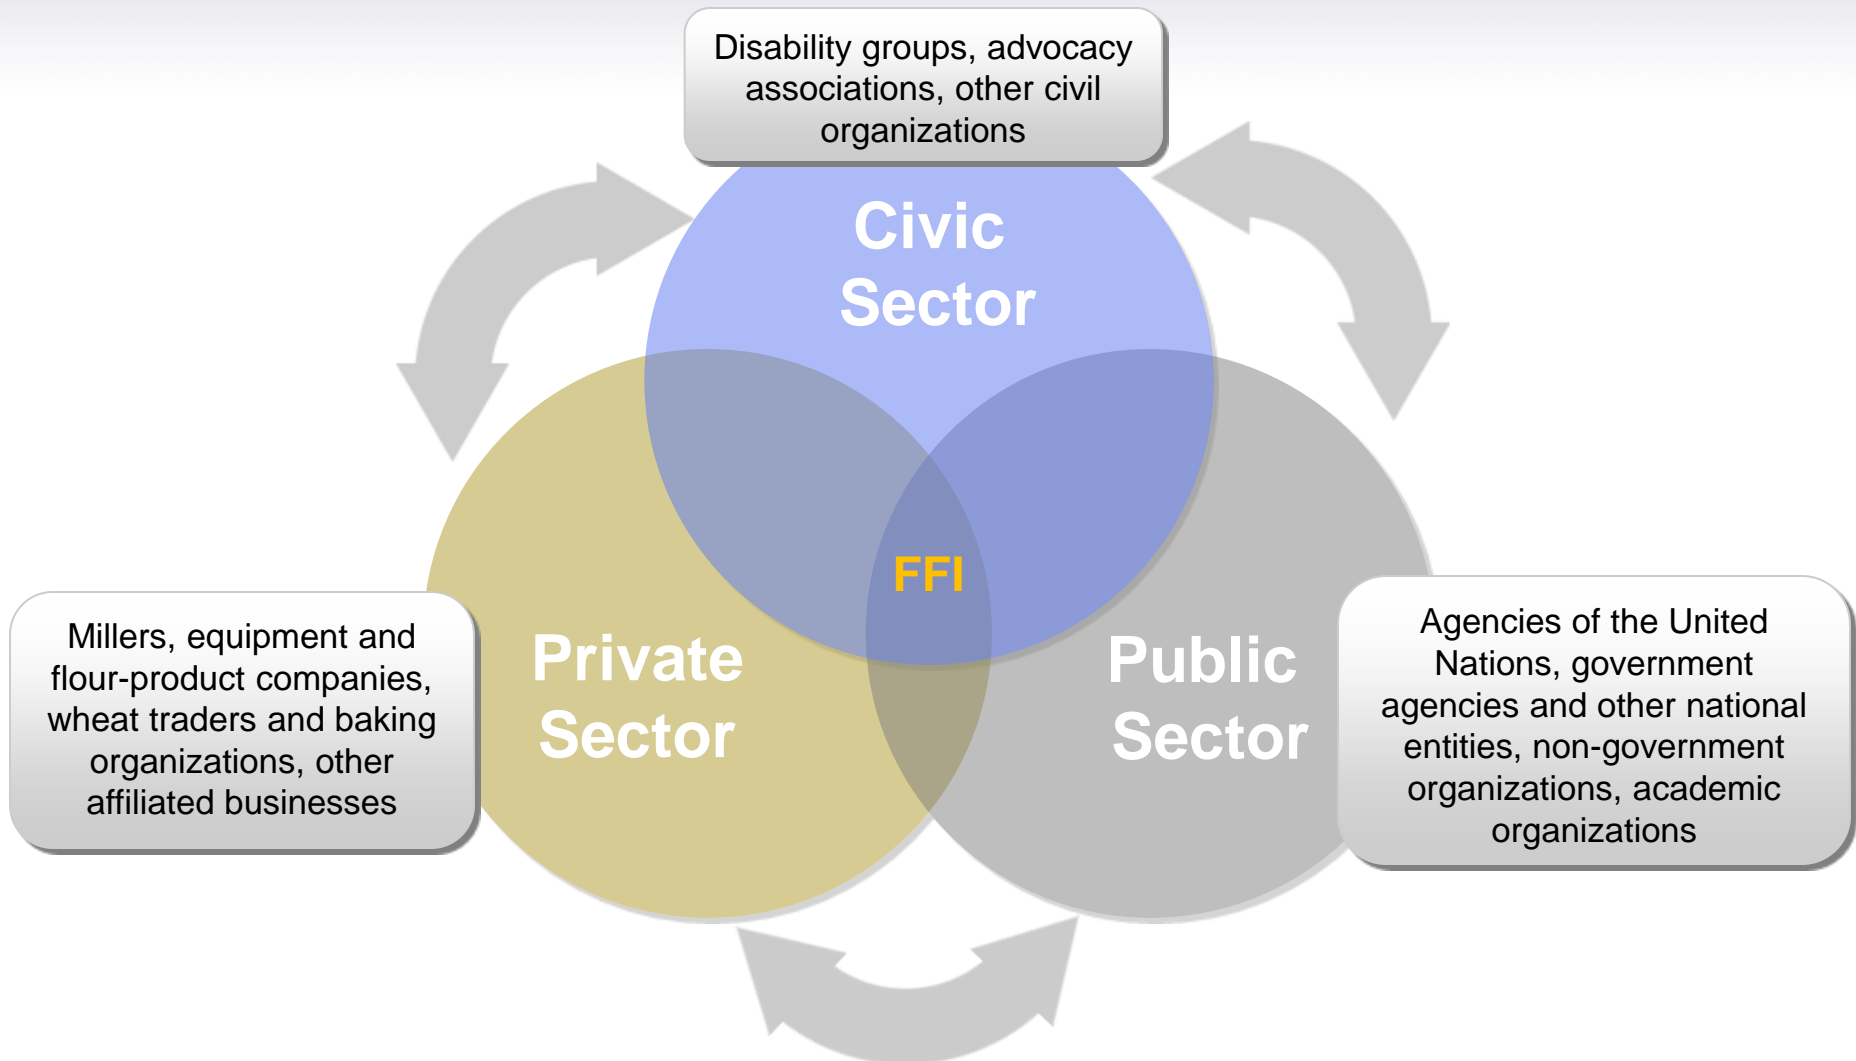 Disability groups, advocacy
associations, other civil
organizations
Civic
Sector
FFI
Millers, equipment and
flour-product companies,
wheat traders and baking
organizations, other
affiliated businesses
Private
Sector
Public
Sector
Agencies of the United
Nations, government
agencies and other national
entities, non-government
organizations, academic
organizations